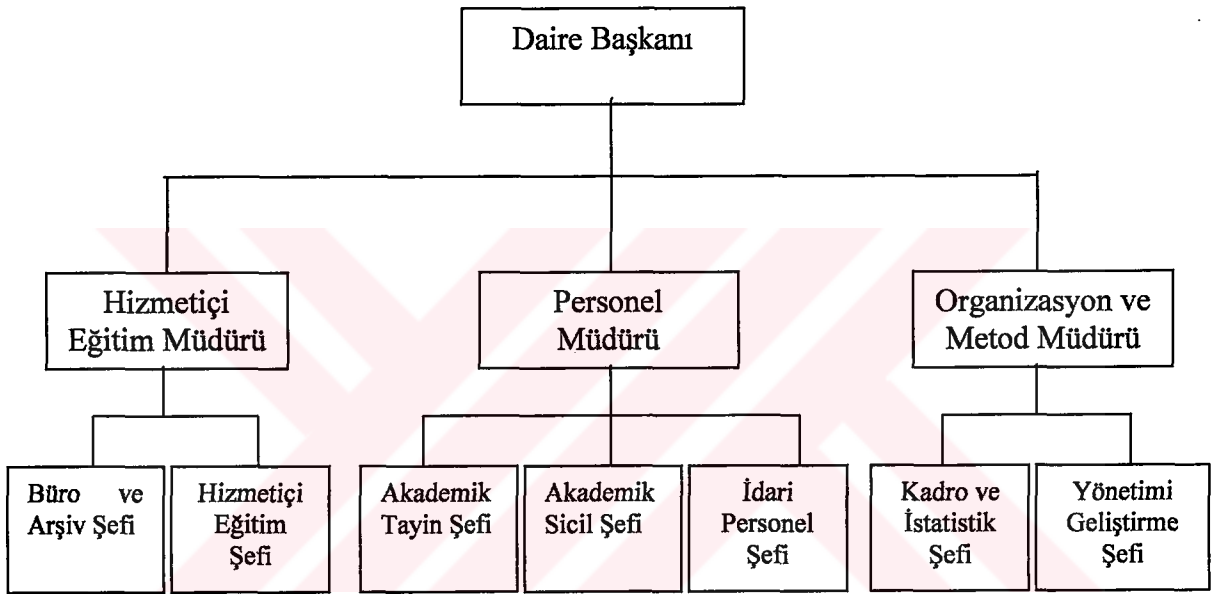 Daire Başkanı
Hizmetiçi
Eğitim Müdürü
Personel
Müdürü
Organizasyon ve
Metod Müdürü
Büro ve
Arşiv Şefi
Hizmetiçi
Eğitim
Şefi
Akademik
Tayin Şefi
Akademik
Sicil Şefi
İdari
Personel
Şefi
Kadro ve
İstatistik
Şefi
Yönetimi
Geliştirme
Şefi